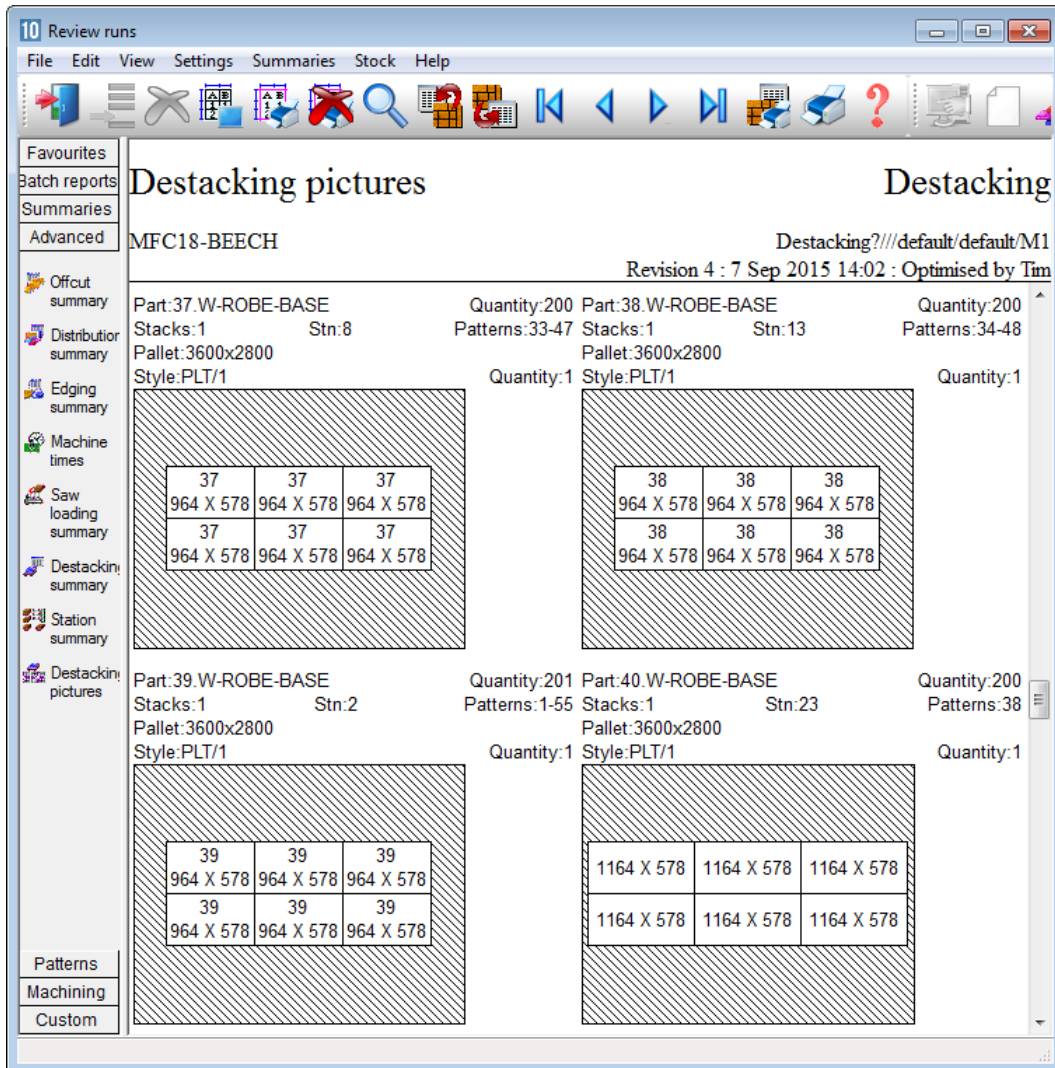 10 Review runs
File Edit View Settings Summaries Stock Help
Favourites
Batch reports
Summaries
Advanced
Offcut
summary
Distribution
summary
Edging
summary
Machine
times
Saw
loading
summary
Destacking
summary
Station
summary
Destacking
pictures
Patterns
Machining
Custom
Destacking pictures Destacking
MFC18-BEECH Destacking?///default/default/M1
Revision 4 : 7 Sep 2015 14:02 : Optimised by Tim
Part:37.W-ROBE-BASE Quantity:200
Stacks:1 Stn:8 Patterns:33-47
Pallet:3600x2800
Style:PLT/1 Quantity:1
37 37 37
964 X 578 964 X 578 964 X 578
37 37 37
964 X 578 964 X 578 964 X 578
Part:38.W-ROBE-BASE Quantity:200
Stacks:1 Stn:13 Patterns:34-48
Pallet:3600x2800
Style:PLT/1 Quantity:1
38 38 38
964 X 578 964 X 578 964 X 578
38 38 38
964 X 578 964 X 578 964 X 578
Part:39.W-ROBE-BASE Quantity:201
Stacks:1 Stn:2 Patterns:1-55
Pallet:3600x2800
Style:PLT/1 Quantity:1
39 39 39
964 X 578 964 X 578 964 X 578
39 39 39
964 X 578 964 X 578 964 X 578
Part:40.W-ROBE-BASE Quantity:200
Stacks:1 Stn:23 Patterns:38
Pallet:3600x2800
Style:PLT/1 Quantity:1
1164 X 578 1164 X 578 1164 X 578
1164 X 578 1164 X 578 1164 X 578